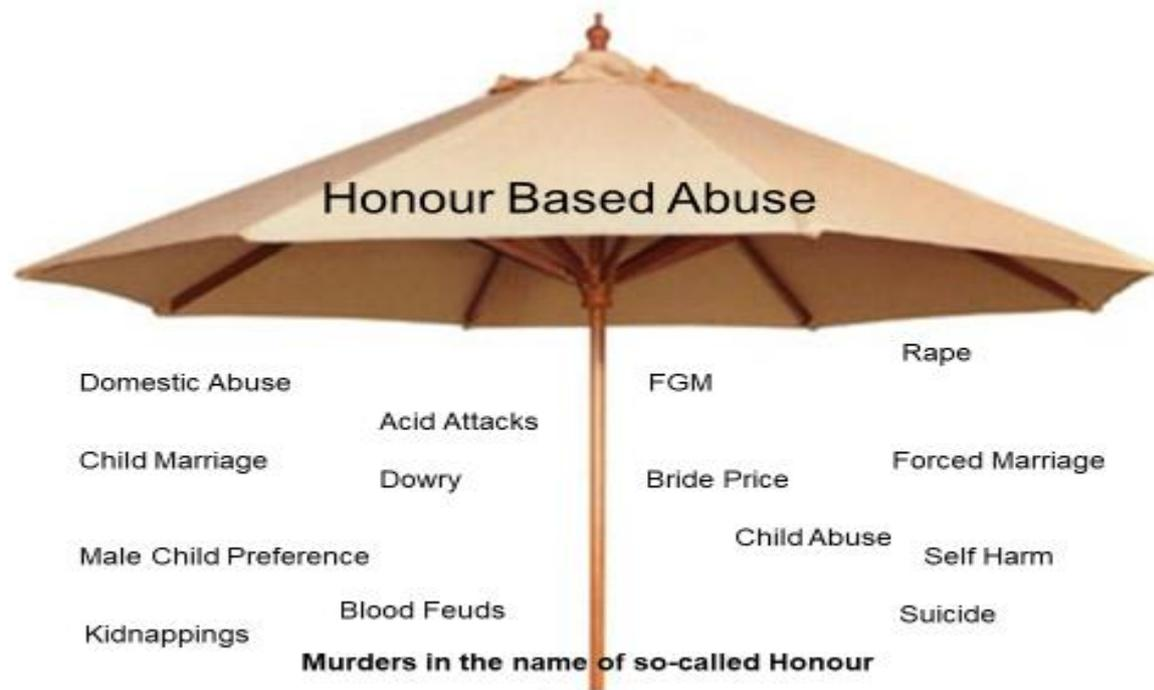 Honour Based Abuse
Rape
Domestic Abuse
FGM
Acid Attacks
Child Marriage
Forced Marriage
Dowry
Bride Price
Child Abuse
Male Child Preference
Self Harm
Blood Feuds
Suicide
Kidnappings
Murders in the name of so-called Honour